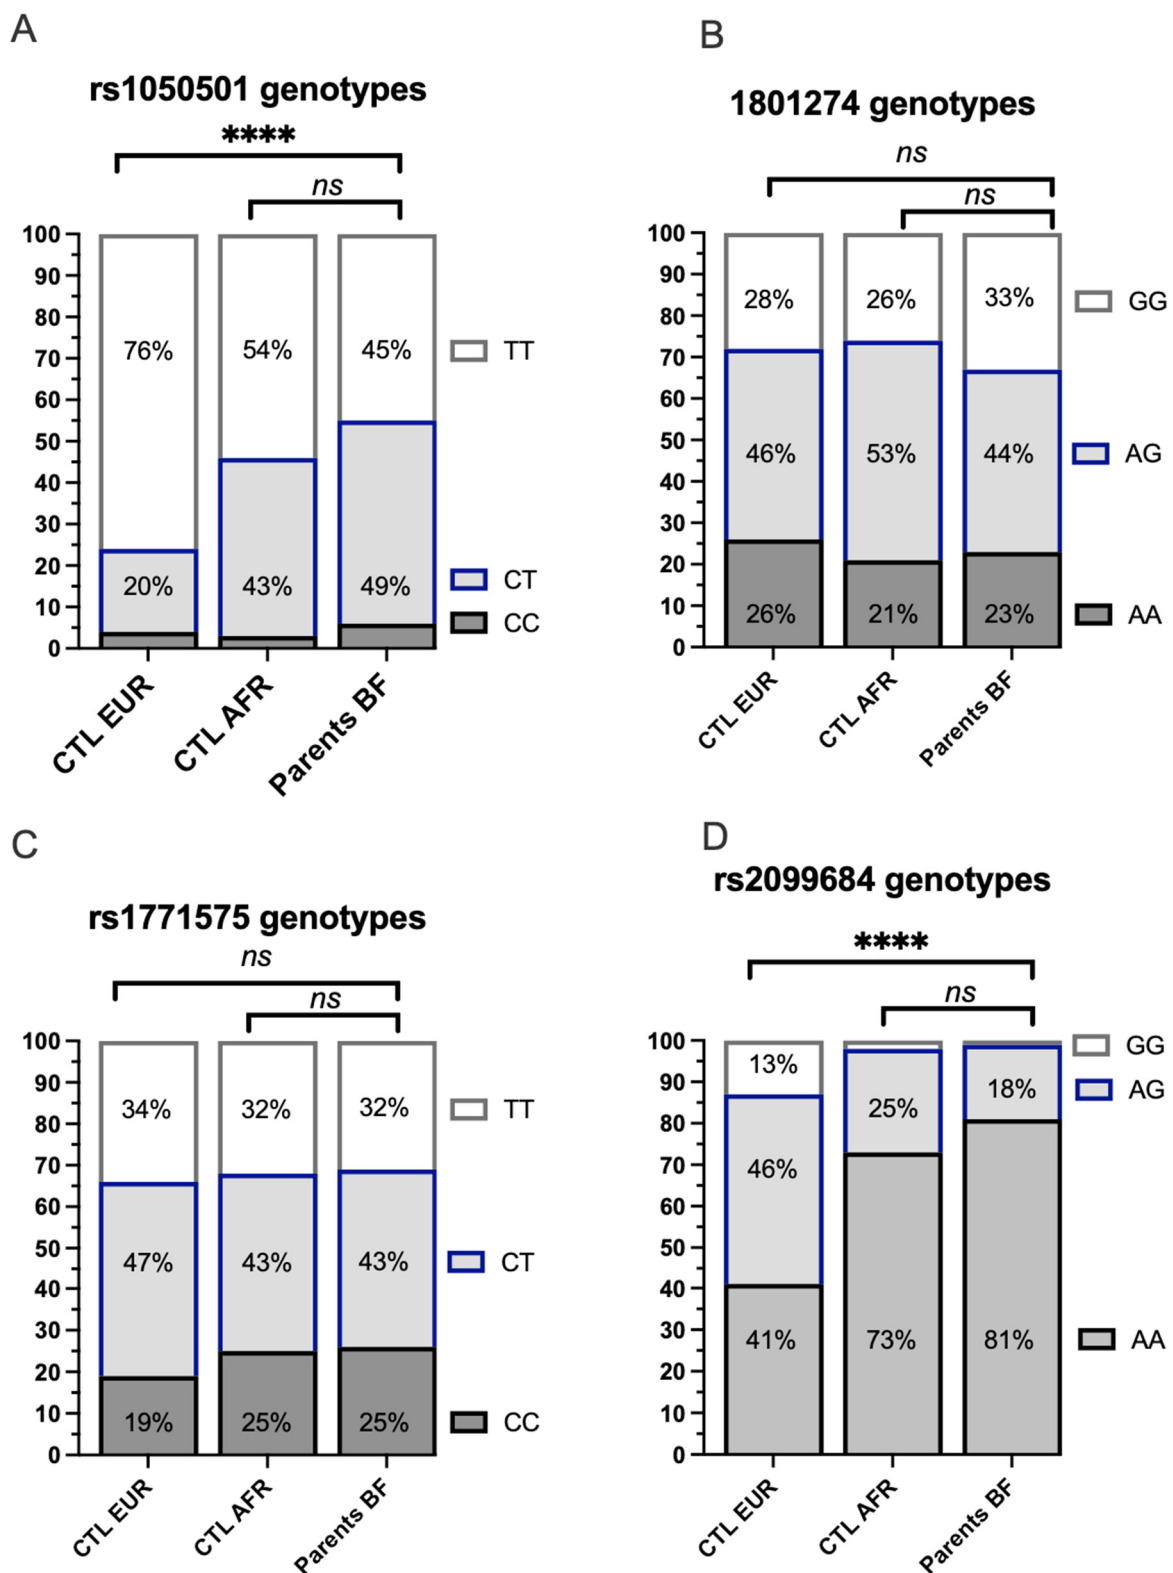 A
rs1050501 genotypes
****
ns
100
90
80
70
60
50
40
30
20
10
0
76%
54%
45%
20%
43%
49%
TT
CT
CC
CTL EUR
CTL AFR
Parents BF
B
1801274 genotypes
ns
ns
100
90
80
70
60
50
40
30
20
10
0
28%
26%
33%
46%
53%
44%
26%
21%
23%
GG
AG
AA
CTL EUR
CTL AFR
Parents BF
C
rs1771575 genotypes
ns
ns
100
90
80
70
60
50
40
30
20
10
0
34%
32%
32%
47%
43%
43%
19%
25%
25%
TT
CT
CC
CTL EUR
CTL AFR
Parents BF
D
rs2099684 genotypes
****
ns
100
90
80
70
60
50
40
30
20
10
0
13%
46%
25%
18%
41%
73%
81%
GG
AG
AA
CTL EUR
CTL AFR
Parents BF